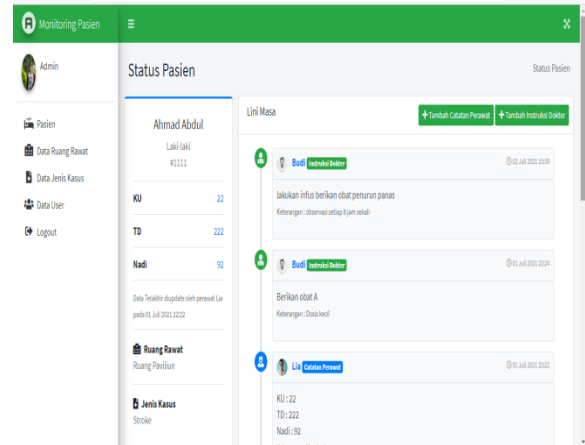 Monitoring Pasien
Admin
Pasien
Data Ruang Rawat
Data Jenis Kasus
Data User
Logout
Status Pasien
Status Pasien
Ahmad Abdul
Laki-laki
#1111
KU 22
TD 222
Nadi 92
Data Terakhir diupdate oleh perawat Lia
pada 01 Juli 2021 22:22
Ruang Rawat
Ruang Paviliun
Jenis Kasus
Stroke
Lini Masa
+Tambah Catatan Perawat
+Tambah Instruksi Dokter
Budi Instruksi Dokter
02 Juli 2021 10:39
lakukan infus berikan obat penurun panas
Keterangan : observasi setiap 6 jam sekali
Budi Instruksi Dokter
01 Juli 2021 22:24
Berikan obat A
Keterangan : Dosis kecil
Lia Catatan Perawat
01 Juli 2021 22:22
KU : 22
TD : 222
Nadi : 92